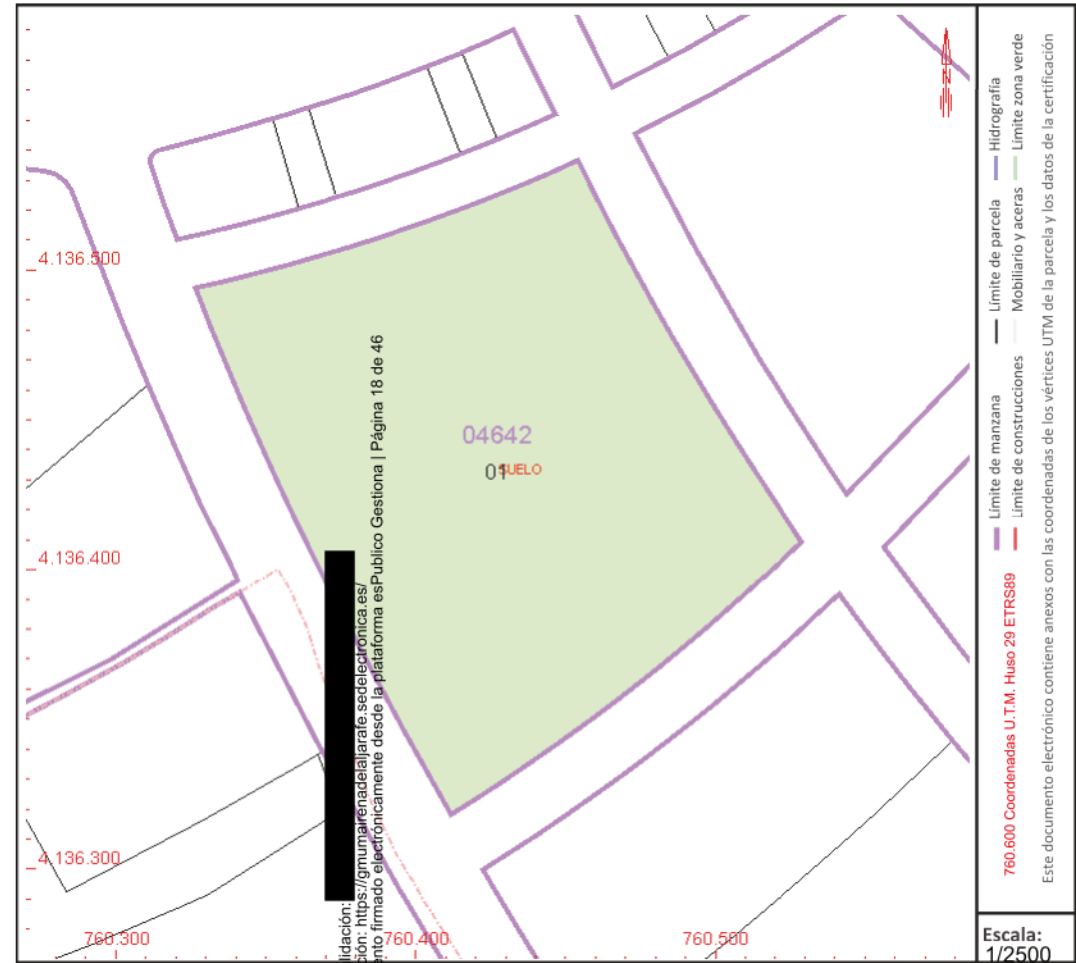 4.136.500
4.136.400
4.136.300
760.300
760.400
760.500
04642
01
SUELO
lidación:
ción: https://gmumairenadelaljarafe.sedelectronica.es/
ento firmado electrónicamente desde la plataforma esPublico Gestiona | Página 18 de 46
N
760.600 Coordenadas U.T.M. Huso 29 ETRS89
Límite de manzana
Límite de construcciones
Límite de parcela
Mobiliario y aceras
Hidrografía
Límite zona verde
Este documento electrónico contiene anexos con las coordenadas de los vértices UTM de la parcela y los datos de la certificación
Escala:
1/2500